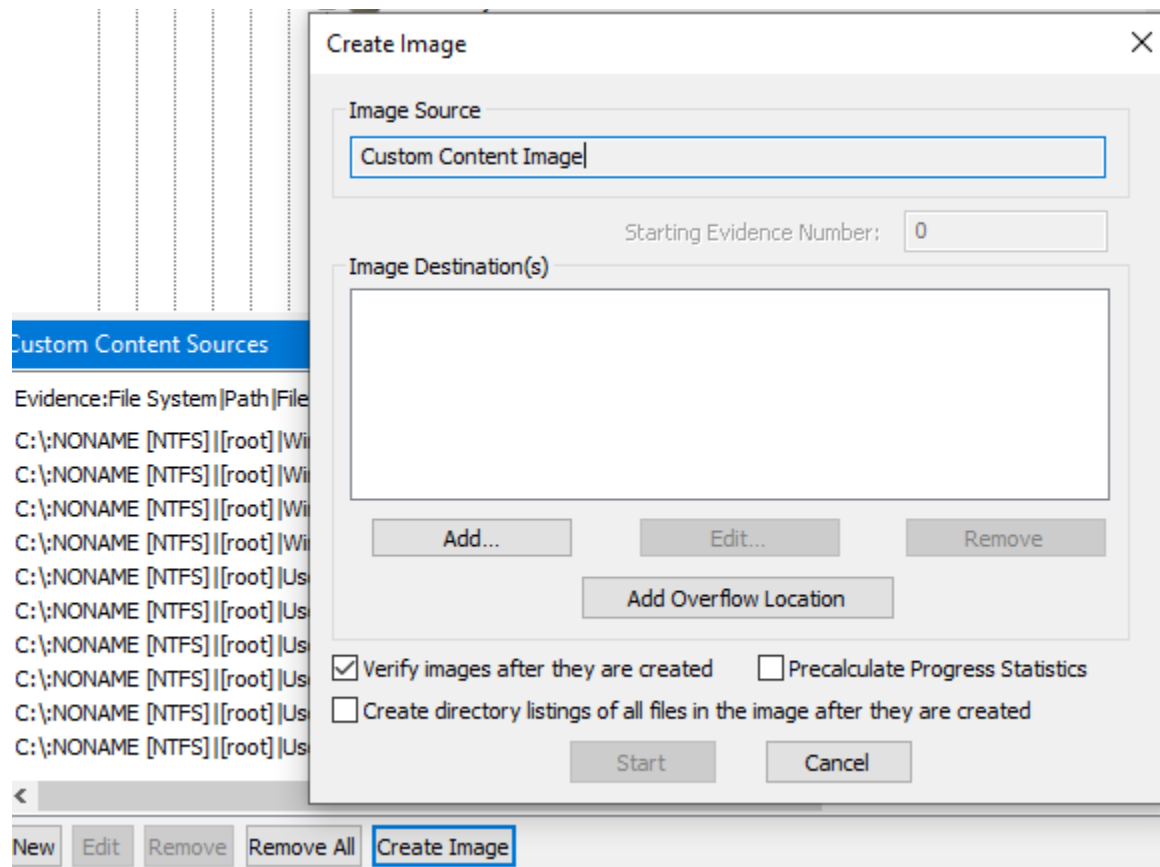 Create Image
Image Source
Custom Content Image
Starting Evidence Number: 0
Image Destination(s)
Add... Edit... Remove
Add Overflow Location
Verify images after they are created Precalculate Progress Statistics
Create directory listings of all files in the image after they are created
Start Cancel
Custom Content Sources
Evidence:File System|Path|File
C:\:NONAME [NTFS]|[root]|Wi
C:\:NONAME [NTFS]|[root]|Wi
C:\:NONAME [NTFS]|[root]|Wi
C:\:NONAME [NTFS]|[root]|Wi
C:\:NONAME [NTFS]|[root]|Us
C:\:NONAME [NTFS]|[root]|Us
C:\:NONAME [NTFS]|[root]|Us
C:\:NONAME [NTFS]|[root]|Us
C:\:NONAME [NTFS]|[root]|Us
C:\:NONAME [NTFS]|[root]|Us
New Edit Remove Remove All Create Image